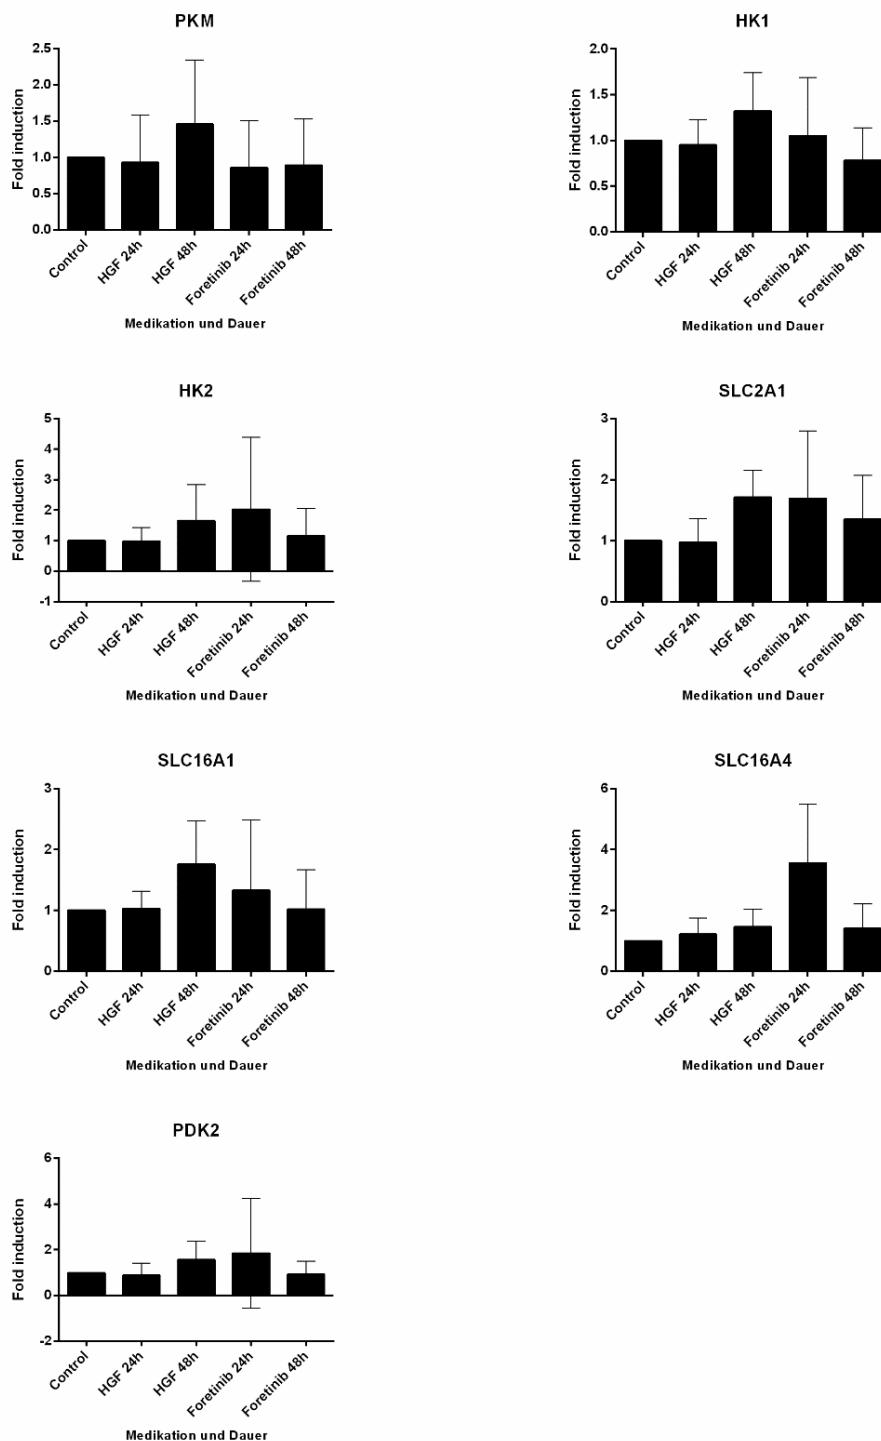 PKM
Fold induction
2.5
2.0
1.5
1.0
0.5
0.0
Control
HGF 24h
HGF 48h
Foretinib 24h
Foretinib 48h
Medikation und Dauer
HK1
Fold induction
2.0
1.5
1.0
0.5
0.0
Control
HGF 24h
HGF 48h
Foretinib 24h
Foretinib 48h
Medikation und Dauer
HK2
Fold induction
5
4
3
2
1
0
-1
Control
HGF 24h
HGF 48h
Foretinib 24h
Foretinib 48h
Medikation und Dauer
SLC2A1
Fold induction
3
2
1
0
Control
HGF 24h
HGF 48h
Foretinib 24h
Foretinib 48h
Medikation und Dauer
SLC16A1
Fold induction
3
2
1
0
Control
HGF 24h
HGF 48h
Foretinib 24h
Foretinib 48h
Medikation und Dauer
SLC16A4
Fold induction
6
4
2
0
Control
HGF 24h
HGF 48h
Foretinib 24h
Foretinib 48h
Medikation und Dauer
PDK2
Fold induction
6
4
2
0
-2
Control
HGF 24h
HGF 48h
Foretinib 24h
Foretinib 48h
Medikation und Dauer